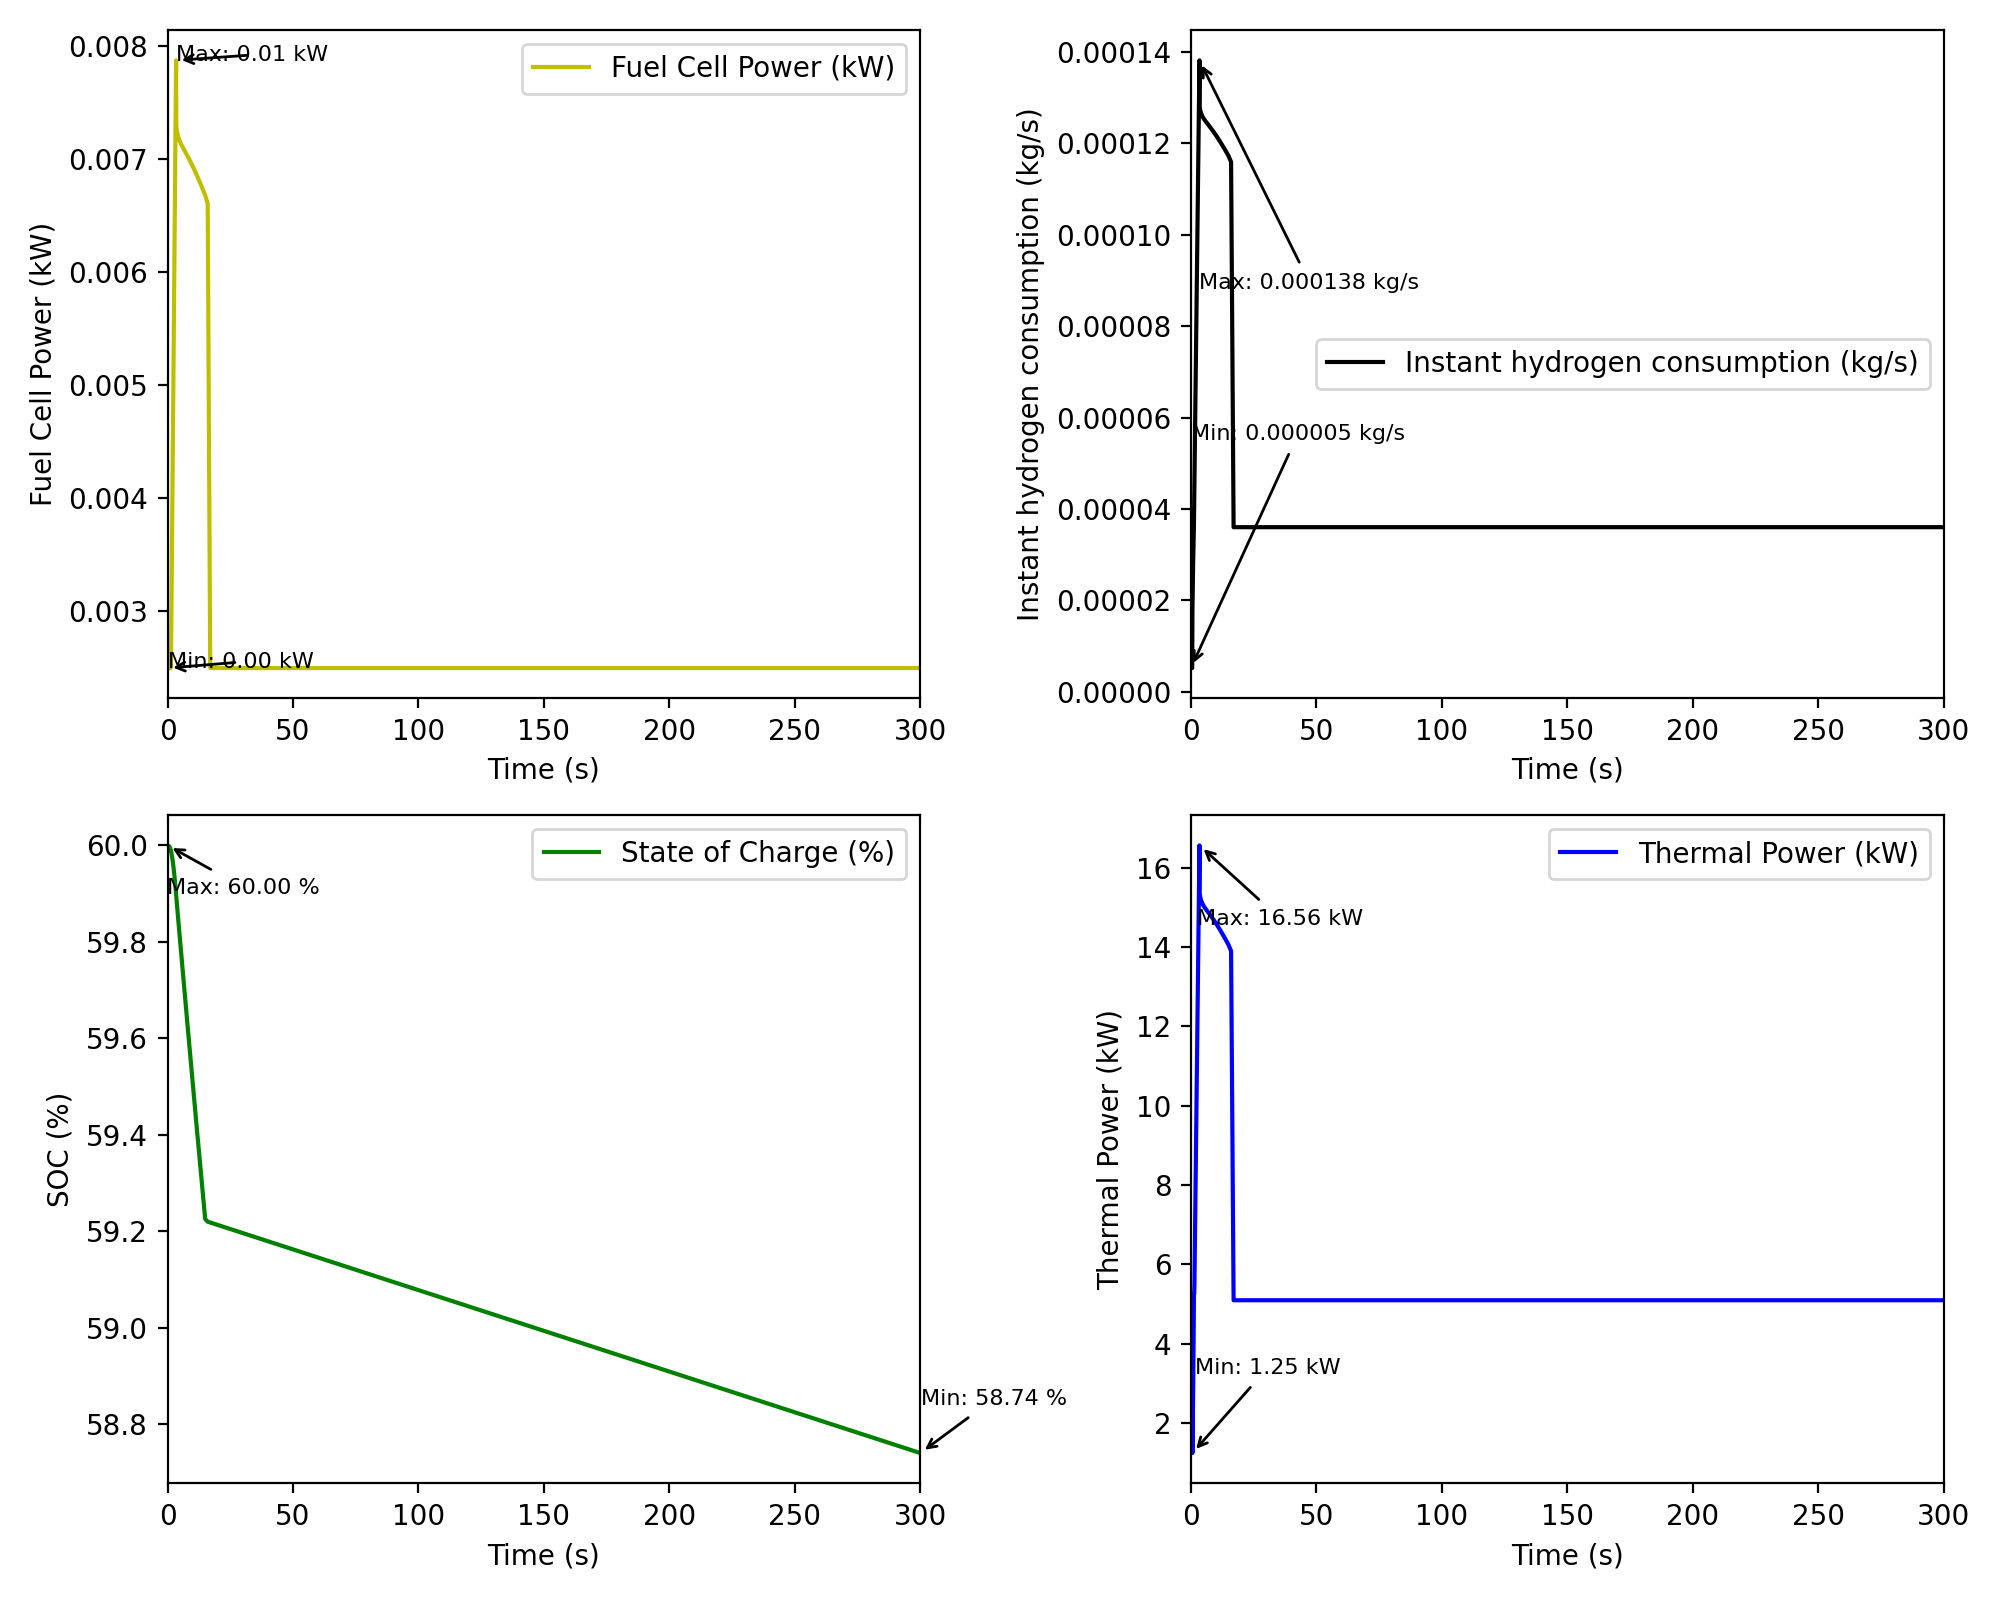 0.008
0.007
0.006
0.005
0.004
0.003
Fuel Cell Power (kW)
Max: 0.01 kW
Fuel Cell Power (kW)
Min: 0.00 kW
0 50 100 150 200 250 300
Time (s)
0.00014
0.00012
0.00010
0.00008
0.00006
0.00004
0.00002
0.00000
Instant hydrogen consumption (kg/s)
Max: 0.000138 kg/s
Instant hydrogen consumption (kg/s)
Min: 0.000005 kg/s
0 50 100 150 200 250 300
Time (s)
60.0
59.8
59.6
59.4
59.2
59.0
58.8
SOC (%)
State of Charge (%)
Max: 60.00 %
Min: 58.74 %
0 50 100 150 200 250 300
Time (s)
16
14
12
10
8
6
4
2
Thermal Power (kW)
Thermal Power (kW)
Max: 16.56 kW
Min: 1.25 kW
0 50 100 150 200 250 300
Time (s)